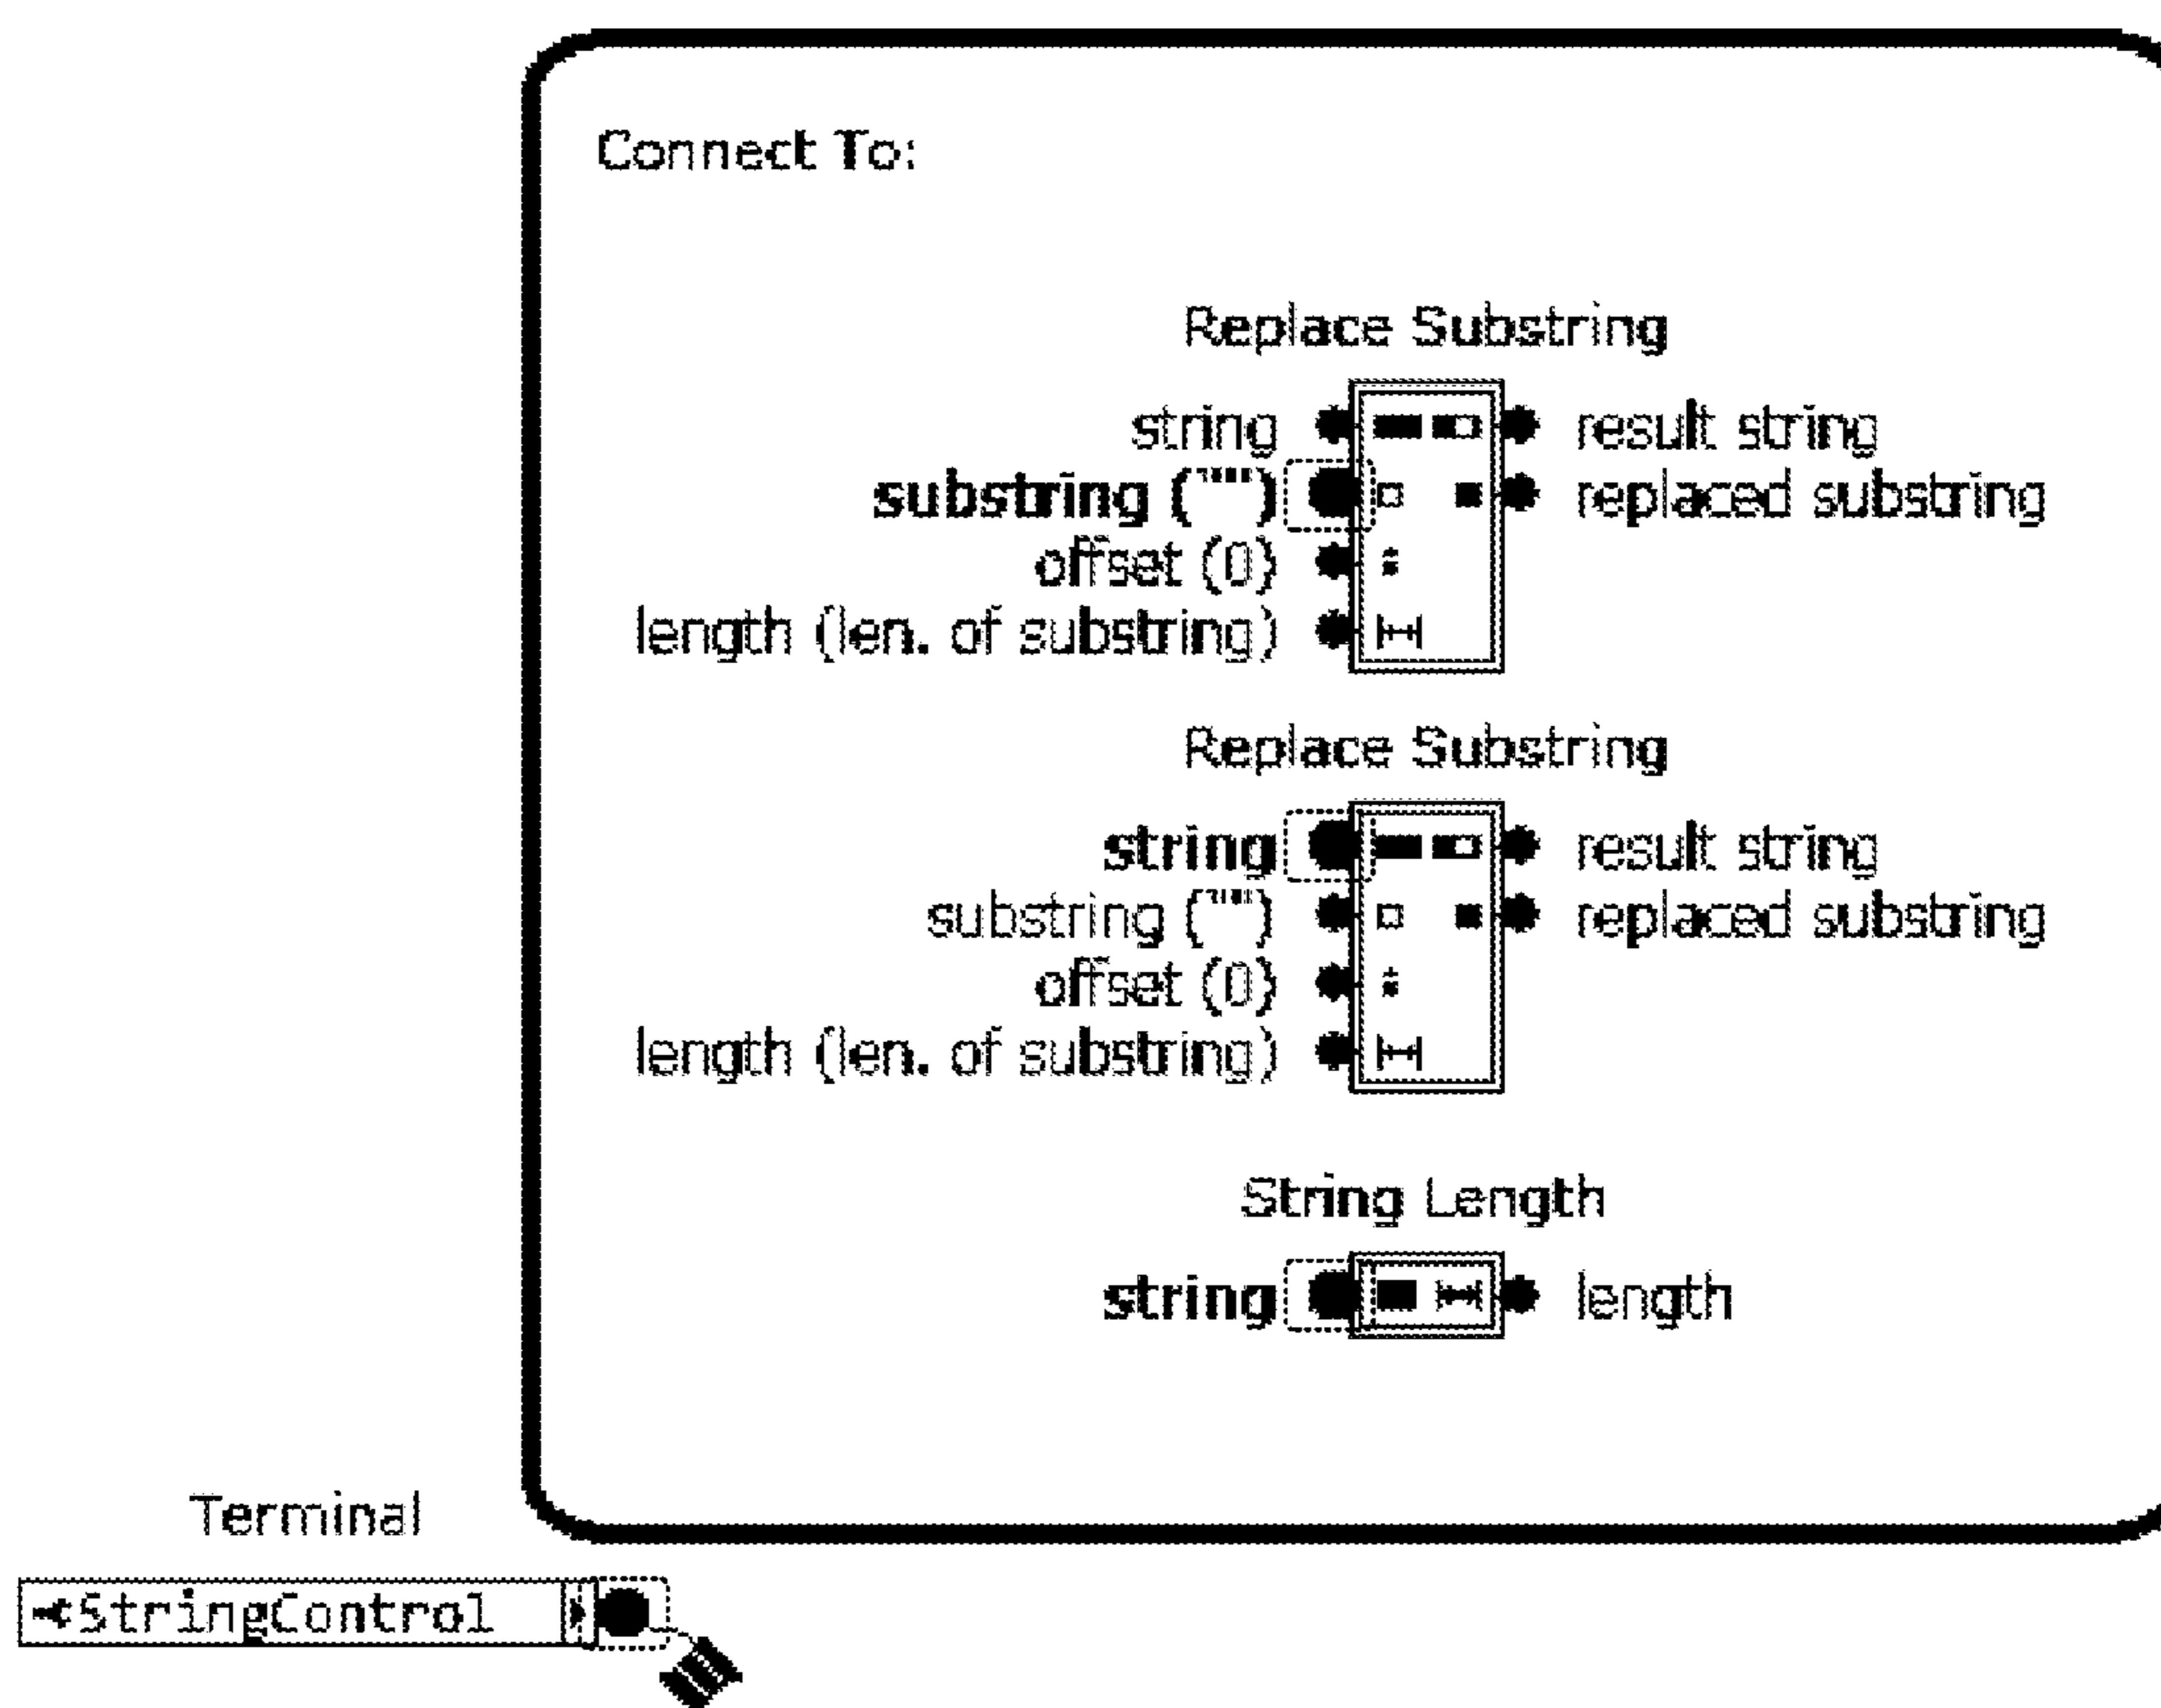 Connect To:
Replace Substring
string result string
substring ("") replaced substring
offset (0)
length (len. of substring)
Replace Substring
string result string
substring ("") replaced substring
offset (0)
length (len. of substring)
String Length
string length
Terminal
StringControl